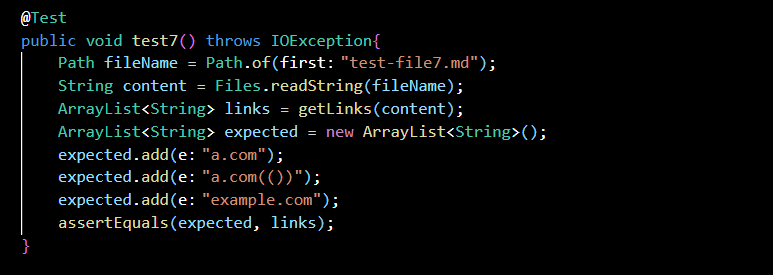 @Test
public void test7() throws IOException{
    Path fileName = Path.of(first: "test-file7.md");
    String content = Files.readString(fileName);
    ArrayList<String> links = getLinks(content);
    ArrayList<String> expected = new ArrayList<String>();
    expected.add(e: "a.com");
    expected.add(e: "a.com(())");
    expected.add(e: "example.com");
    assertEquals(expected, links);
}